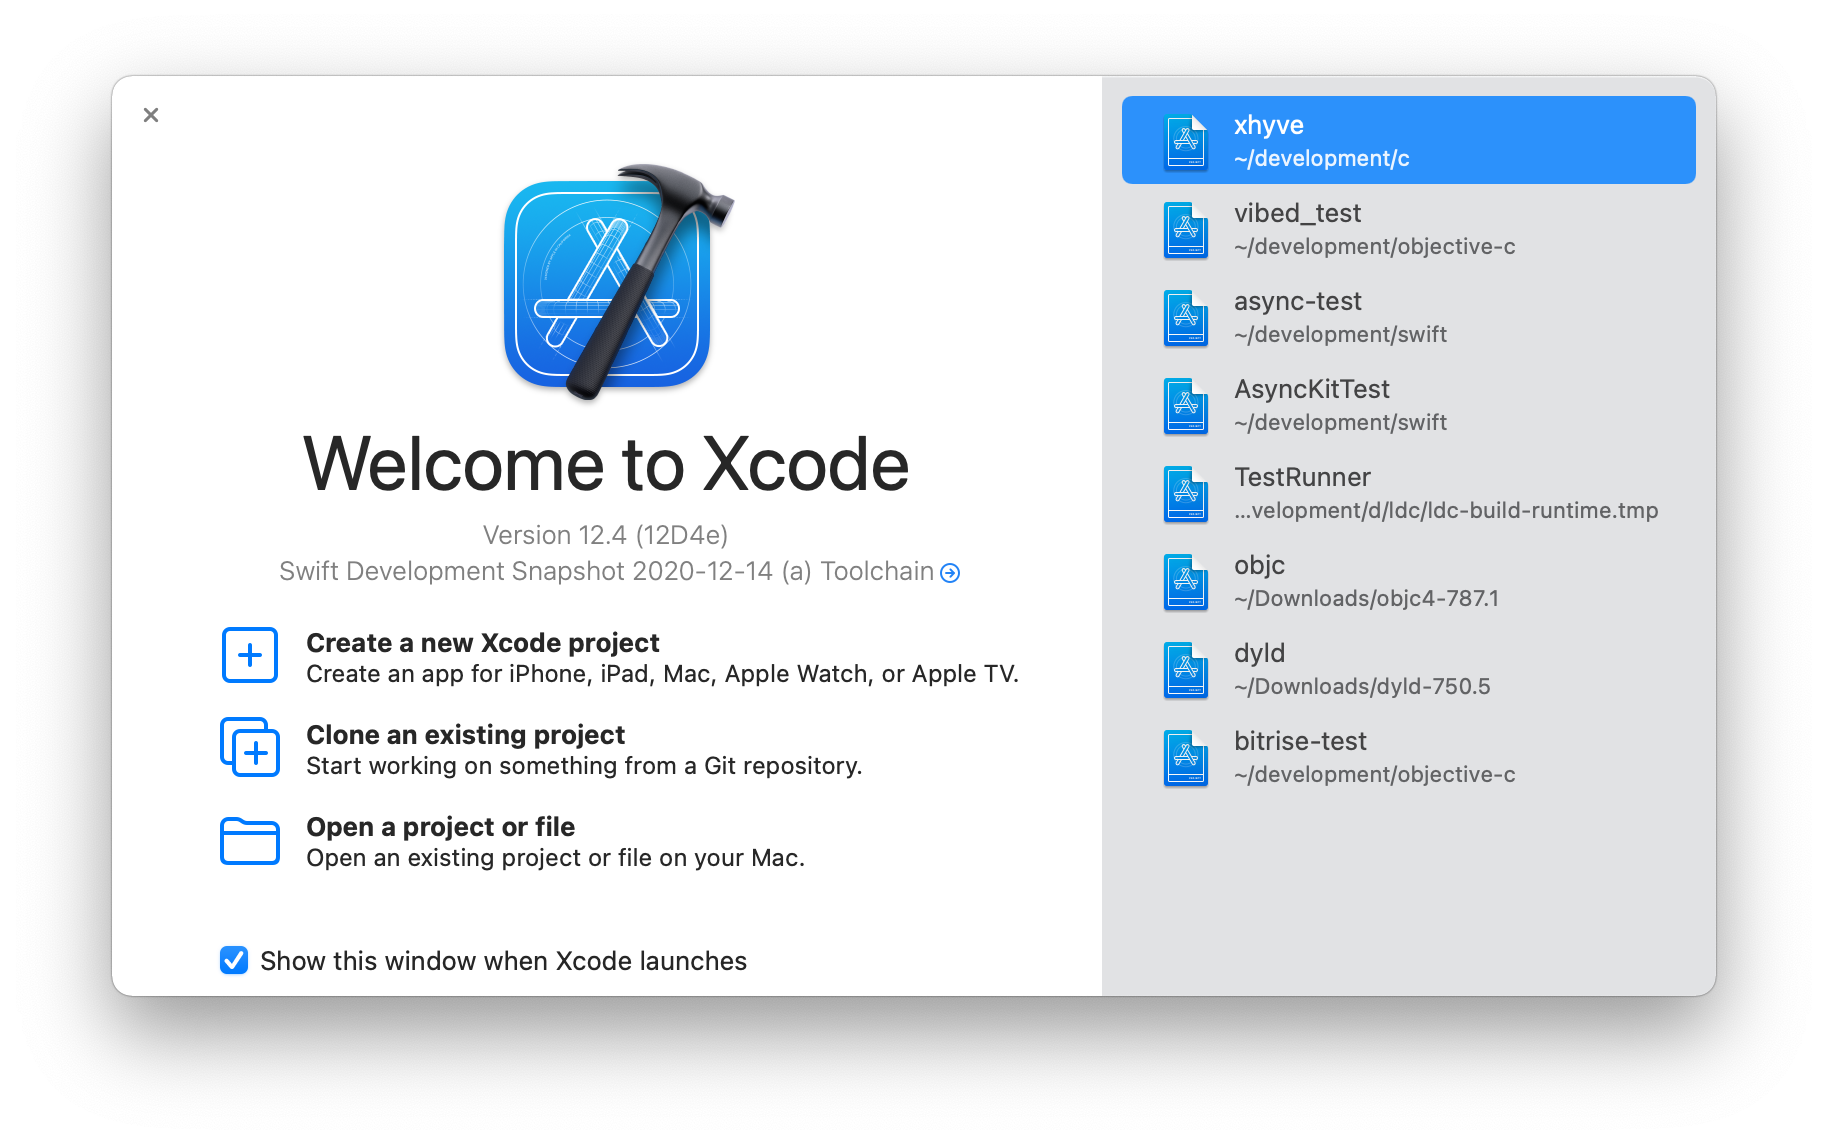 Welcome to Xcode
Version 12.4 (12D4e)
Swift Development Snapshot 2020-12-14 (a) Toolchain
Create a new Xcode project
Create an app for iPhone, iPad, Mac, Apple Watch, or Apple TV.
Clone an existing project
Start working on something from a Git repository.
Open a project or file
Open an existing project or file on your Mac.
Show this window when Xcode launches
xhyve
~/development/c
vibed_test
~/development/objective-c
async-test
~/development/swift
AsyncKitTest
~/development/swift
TestRunner
...velopment/d/ldc/ldc-build-runtime.tmp
objc
~/Downloads/objc4-787.1
dyld
~/Downloads/dyld-750.5
bitrise-test
~/development/objective-c